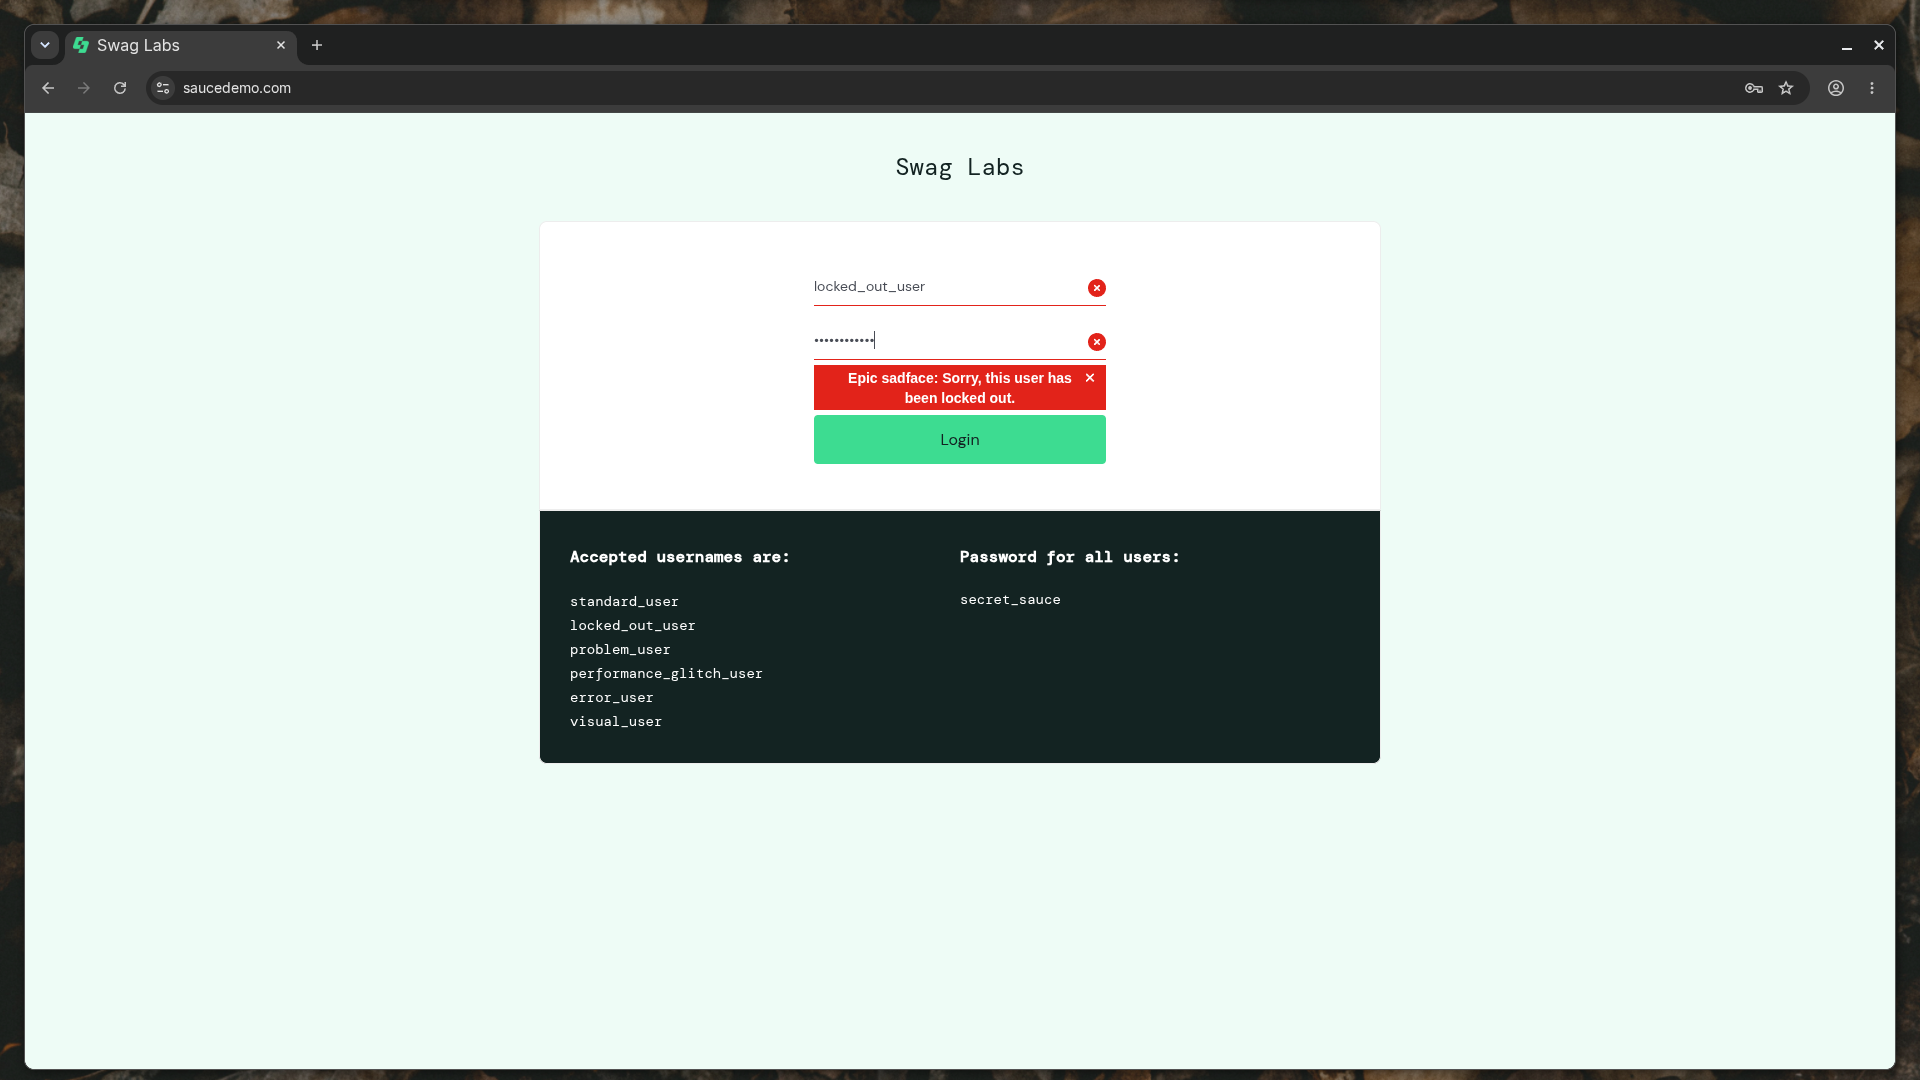 Swag Labs
saucedemo.com
Swag Labs
locked_out_user
••••••••••••
Epic sadface: Sorry, this user has
been locked out.
Login
Accepted usernames are:
standard_user
locked_out_user
problem_user
performance_glitch_user
error_user
visual_user
Password for all users:
secret_sauce